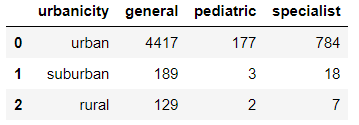 urbanicity general pediatric specialist
0 urban 4417 177 784
1 suburban 189 3 18
2 rural 129 2 7